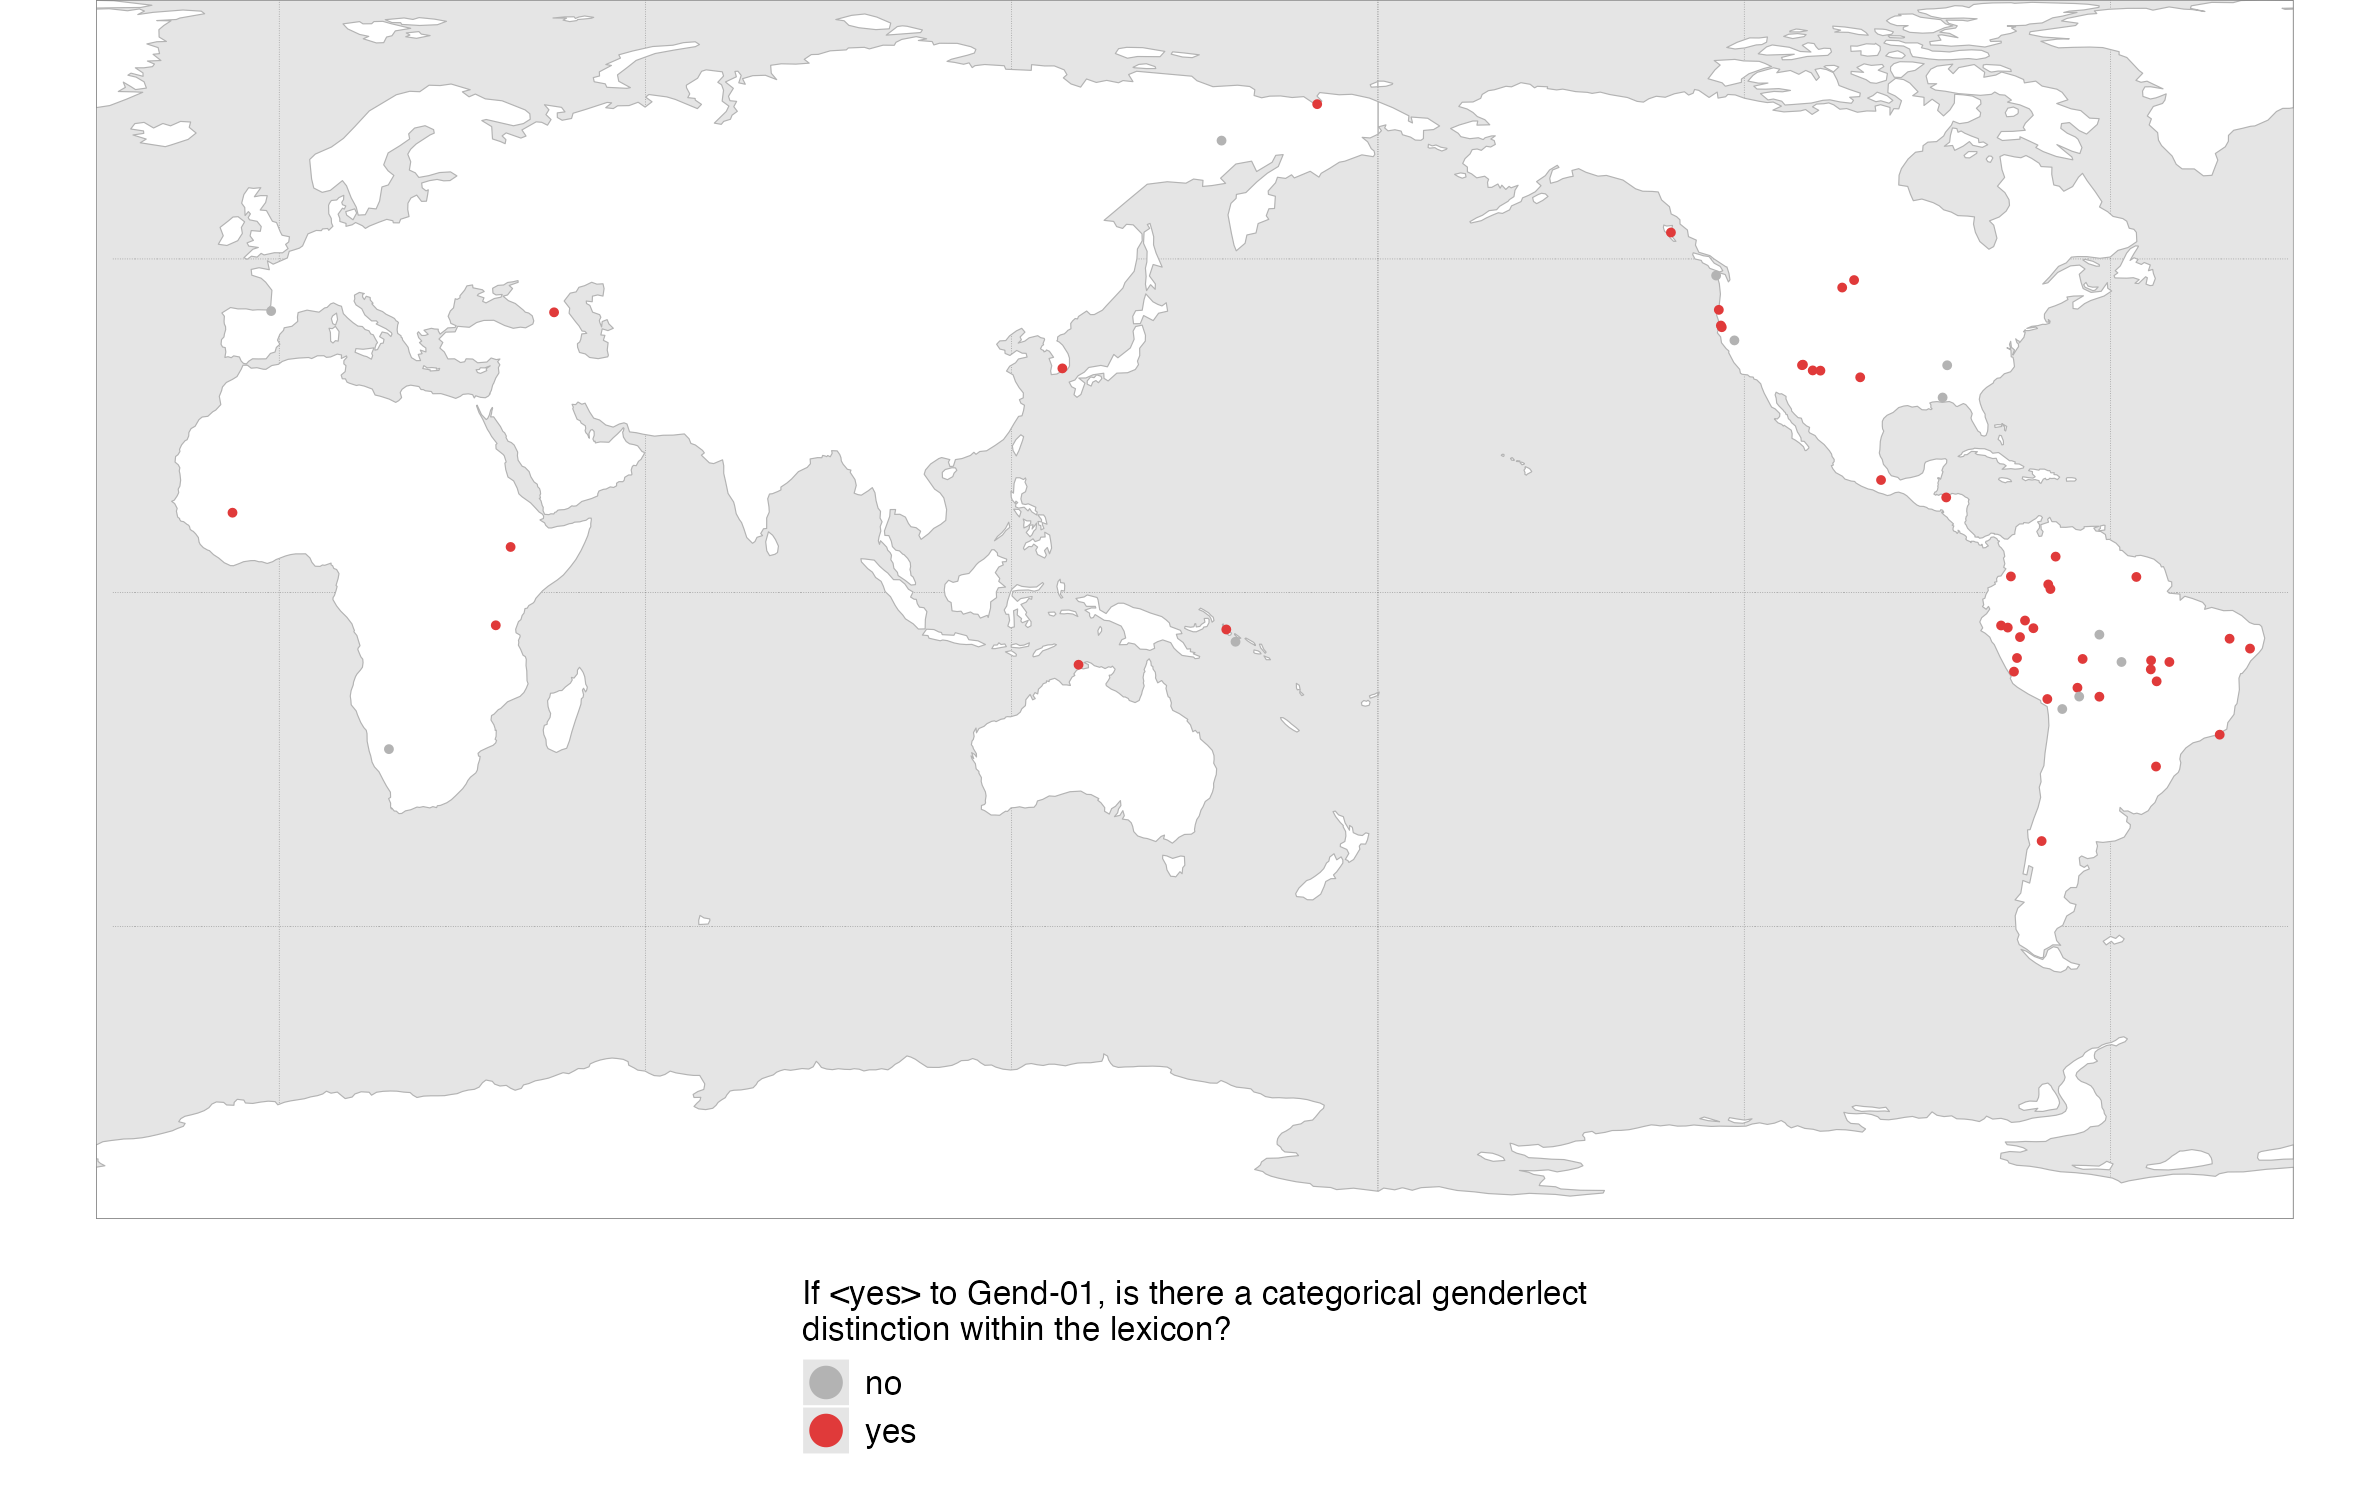 If <yes> to Gend-01, is there a categorical genderlect
distinction within the lexicon?
no
yes